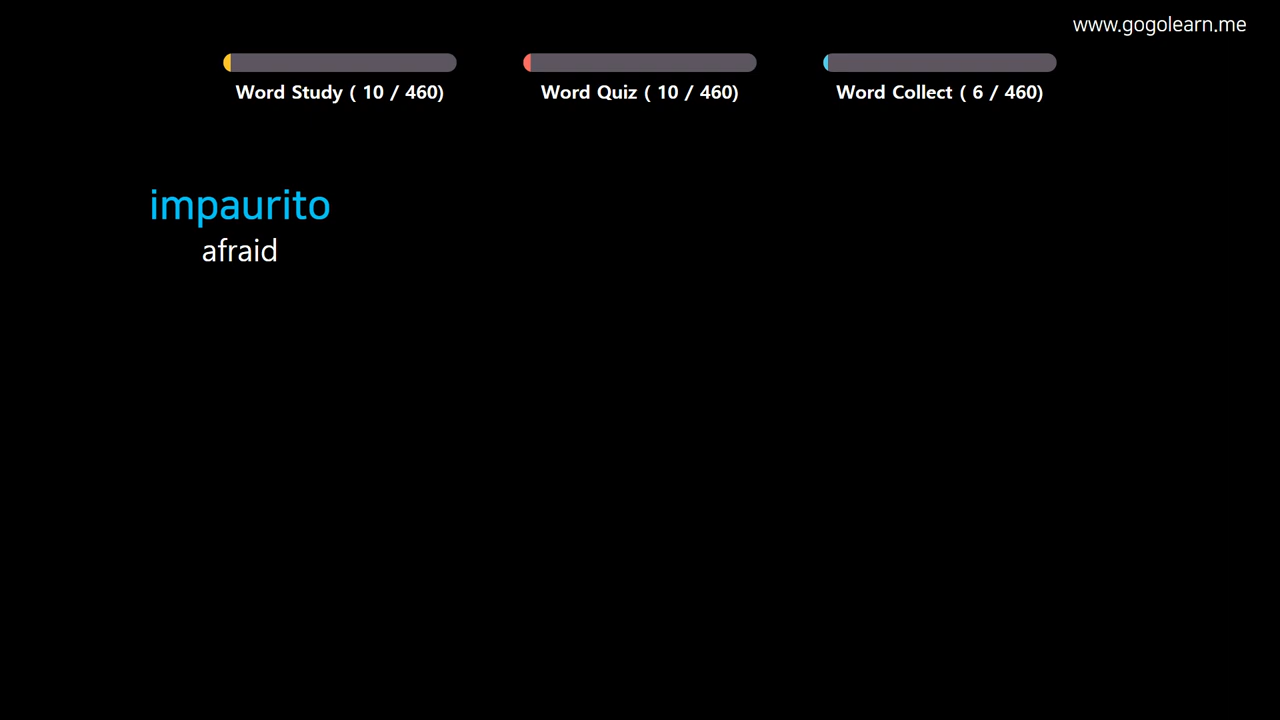 www.gogolearn.me
Word Study ( 10 / 460)
Word Quiz ( 10 / 460)
Word Collect ( 6 / 460)
impaurito
afraid